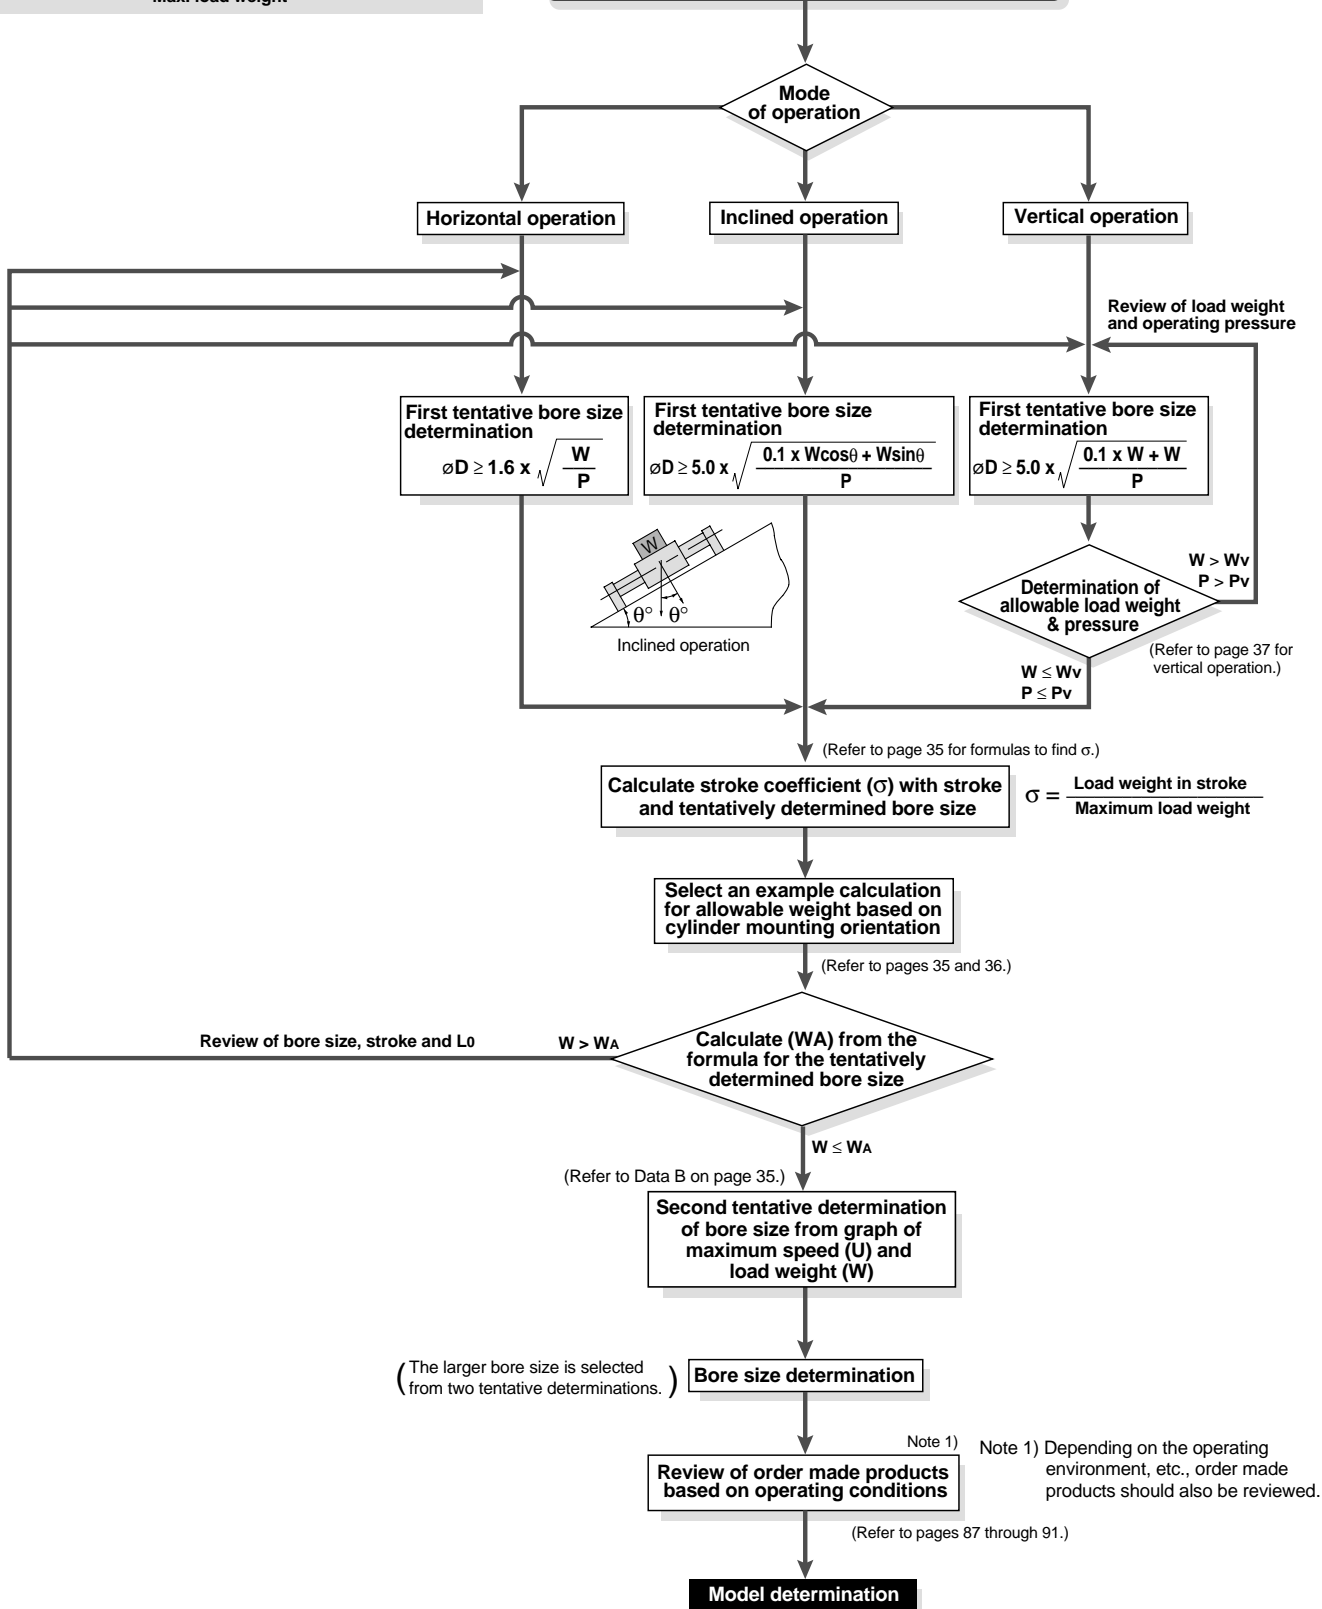 Max. load weight
Mode
of operation
Horizontal operation
Inclined operation
Vertical operation
Review of load weight
and operating pressure
First tentative bore size
determination
øD ≥ 1.6 x √ W
P
First tentative bore size
determination
øD ≥ 5.0 x √ 0.1 x Wcosθ + Wsinθ
P
First tentative bore size
determination
øD ≥ 5.0 x √ 0.1 x W + W
P
W
θ° θ°
Inclined operation
W > Wv
P > Pv
Determination of
allowable load weight
& pressure
(Refer to page 37 for
vertical operation.)
W ≤ Wv
P ≤ Pv
(Refer to page 35 for formulas to find σ.)
Calculate stroke coefficient (σ) with stroke
and tentatively determined bore size
σ = Load weight in stroke
Maximum load weight
Select an example calculation
for allowable weight based on
cylinder mounting orientation
(Refer to pages 35 and 36.)
Review of bore size, stroke and L0
W > WA
Calculate (WA) from the
formula for the tentatively
determined bore size
W ≤ WA
(Refer to Data B on page 35.)
Second tentative determination
of bore size from graph of
maximum speed (U) and
load weight (W)
(The larger bore size is selected
from two tentative determinations.)
Bore size determination
Note 1)
Review of order made products
based on operating conditions
Note 1) Depending on the operating
environment, etc., order made
products should also be reviewed.
(Refer to pages 87 through 91.)
Model determination